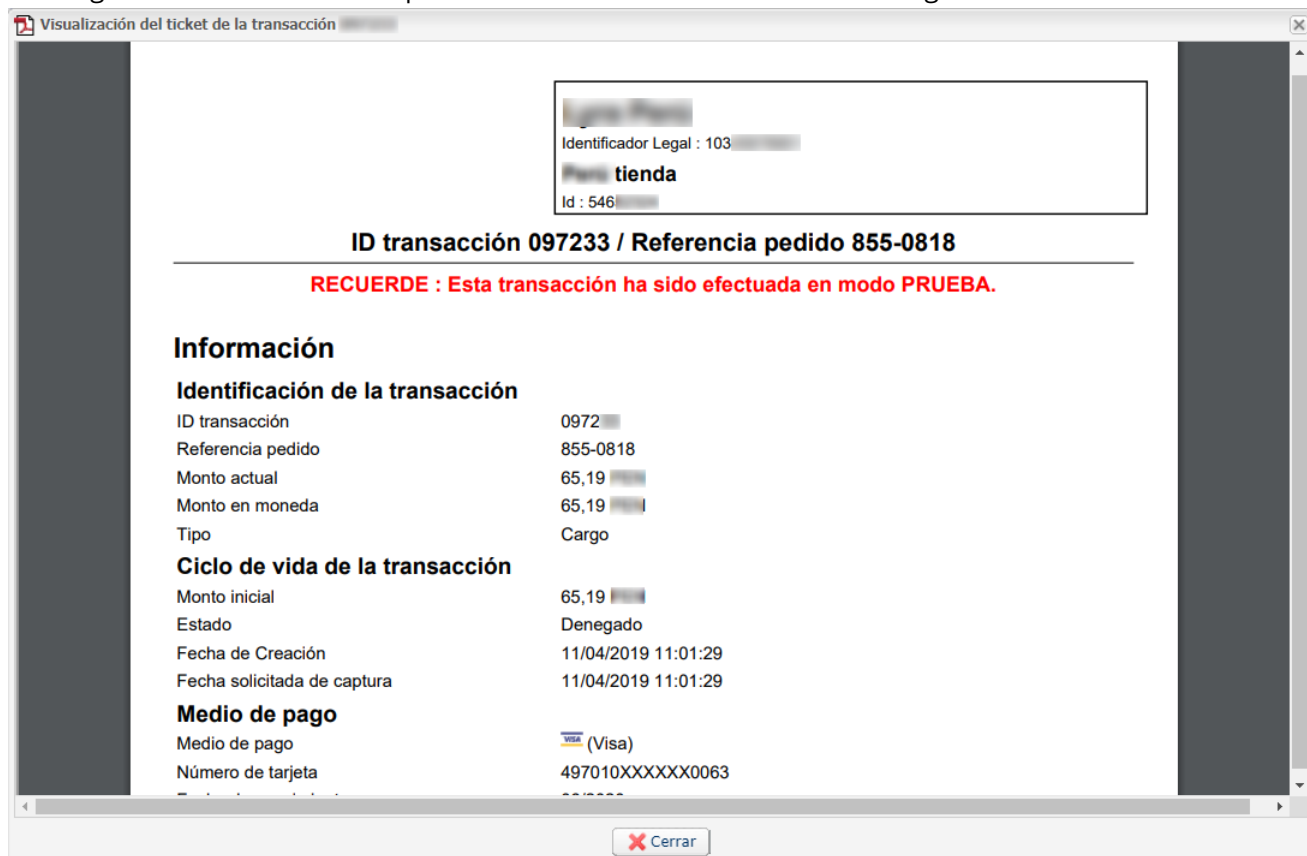 Visualización del ticket de la transacción
Identificador Legal : 103
tienda
Id : 546
ID transacción 097233 / Referencia pedido 855-0818
RECUERDE : Esta transacción ha sido efectuada en modo PRUEBA.
Información
Identificación de la transacción
ID transacción 0972
Referencia pedido 855-0818
Monto actual 65,19
Monto en moneda 65,19
Tipo Cargo
Ciclo de vida de la transacción
Monto inicial 65,19
Estado Denegado
Fecha de Creación 11/04/2019 11:01:29
Fecha solicitada de captura 11/04/2019 11:01:29
Medio de pago
Medio de pago VISA (Visa)
Número de tarjeta 497010XXXXXX0063
Cerrar